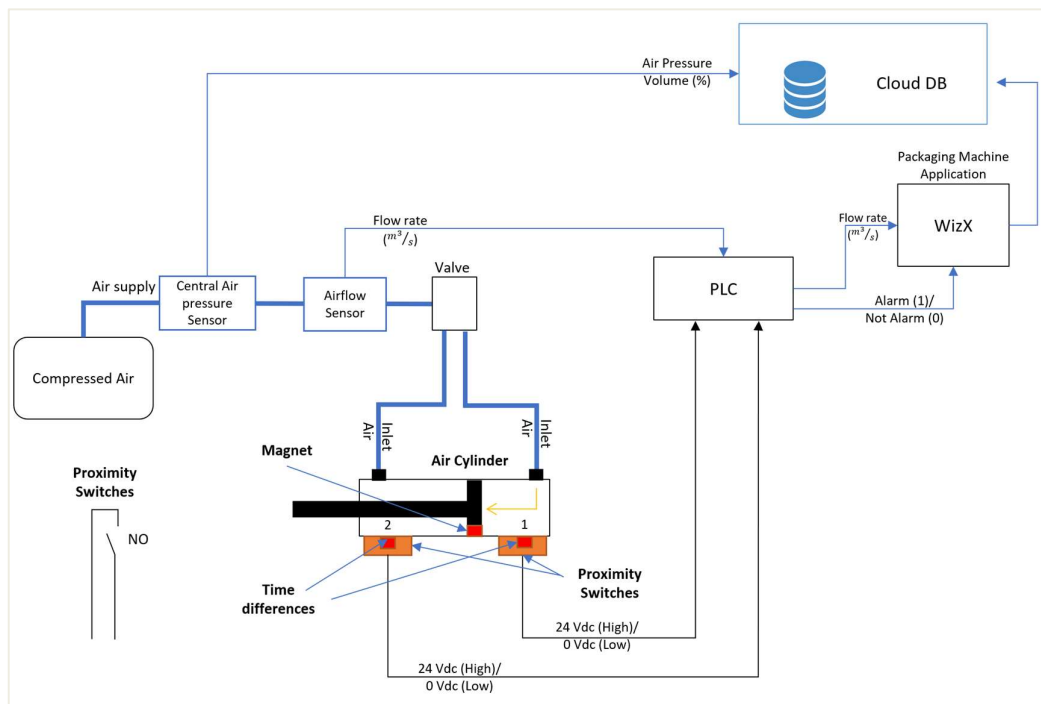 Air Pressure
Volume (%)
Cloud DB
Packaging Machine
Application
Flow rate
(m³/s)
WizX
Flow rate
(m³/s)
Valve
PLC
Air supply
Central Air
pressure
Sensor
Airflow
Sensor
Alarm (1)/
Not Alarm (0)
Compressed Air
Inlet
Air
Inlet
Air
Magnet
Air Cylinder
Proximity
Switches
NO
2
1
Time
differences
Proximity
Switches
24 Vdc (High)/
0 Vdc (Low)
24 Vdc (High)/
0 Vdc (Low)